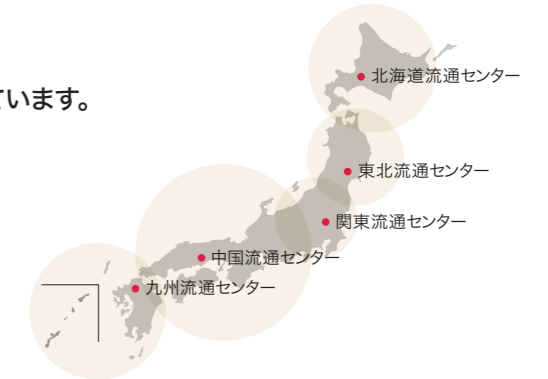 ています。
北海道流通センター
東北流通センター
関東流通センター
中国流通センター
九州流通センター